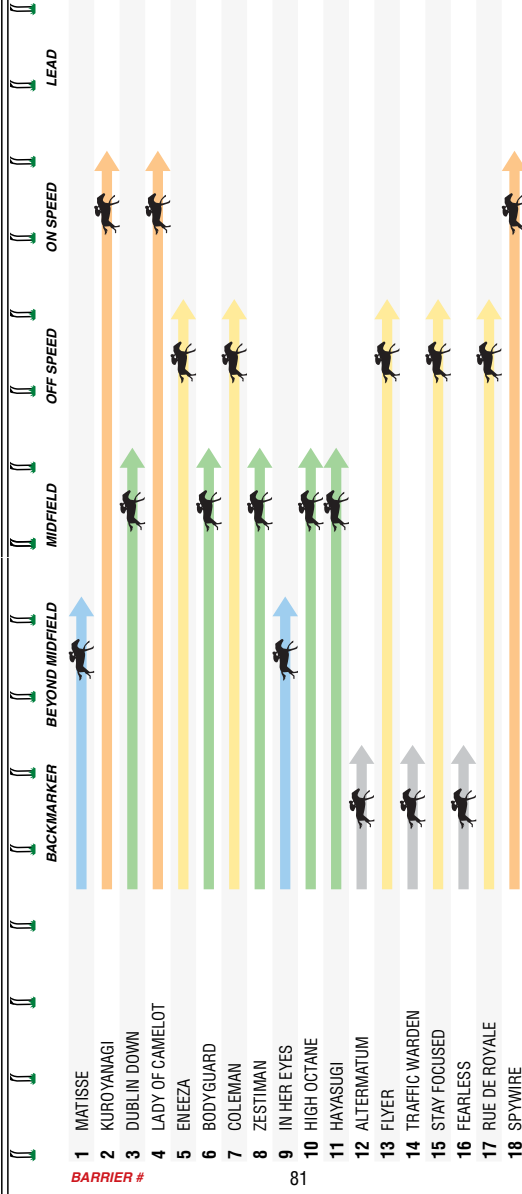 BACKMARKER BEYOND MIDFIELD MIDFIELD OFF SPEED ON SPEED LEAD
BARRIER #
1 MATISSE
2 KUROYANAGI
3 DUBLIN DOWN
4 LADY OF CAMELOT
5 ENEEZA
6 BODYGUARD
7 COLEMAN
8 ZESTIMAN
9 IN HER EYES
10 HIGH OCTANE
11 HAYASUGI
12 ALTERMATUM
13 FLYER
14 TRAFFIC WARDEN
15 STAY FOCUSED
16 FEARLESS
17 RUE DE ROYALE
18 SPYWIRE
81